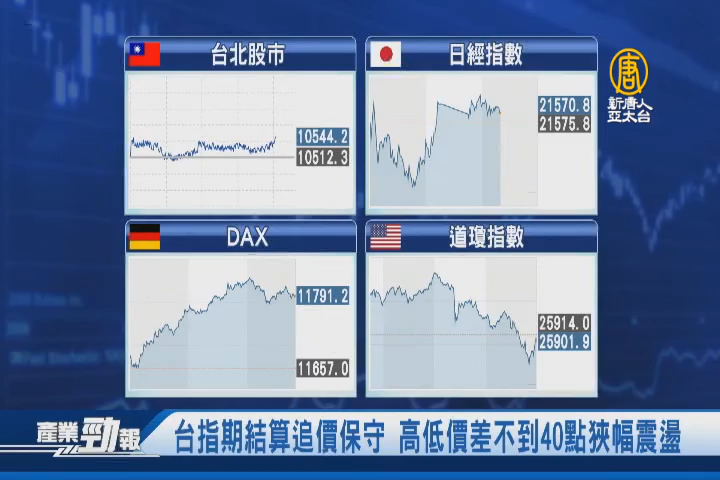 台北股市
10544.2
10512.3
日經指數
21570.8
21575.8
唐
新唐人
亞太台
DAX
11791.2
11657.0
道瓊指數
25914.0
25901.9
產業勁報
台指期結算追價保守 高低價差不到40點狹幅震盪